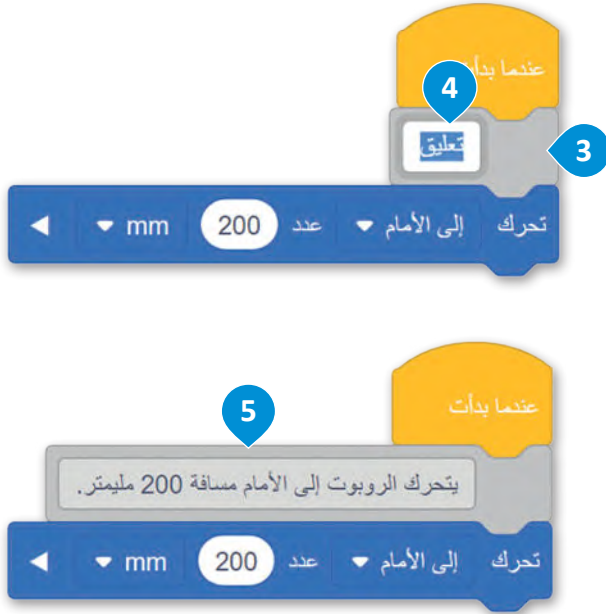 عندما بدأت
4
تعليق
3
تحرك إلى الأمام عدد 200 mm
عندما بدأت
5
يتحرك الروبوت إلى الأمام مسافة 200 مليمتر.
تحرك إلى الأمام عدد 200 mm